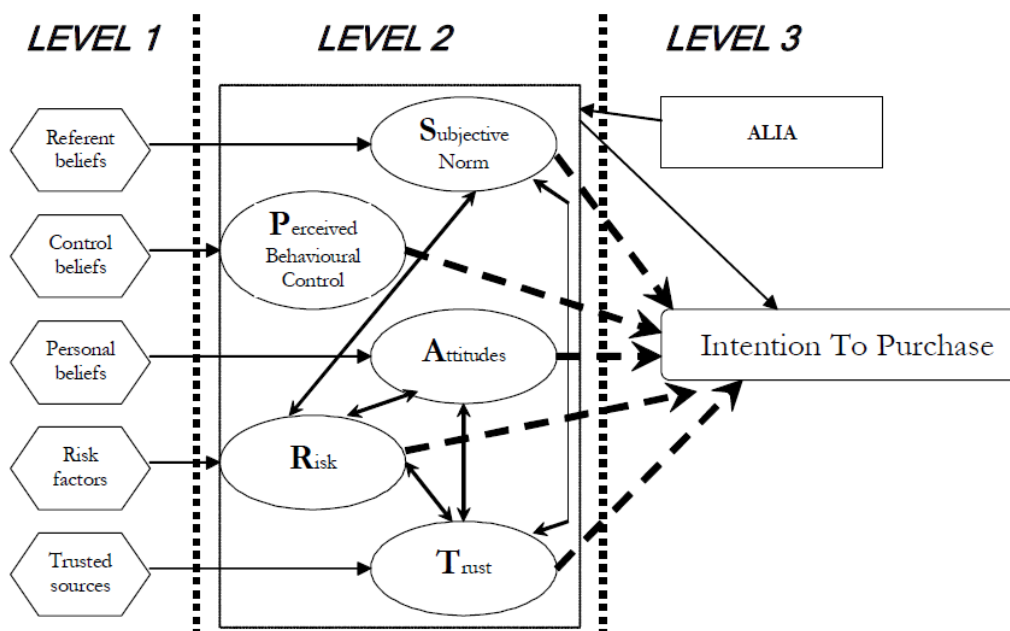 LEVEL 1
LEVEL 2
LEVEL 3
Referent
beliefs
Subjective
Norm
ALIA
Control
beliefs
Perceived
Behavioural
Control
Personal
beliefs
Attitudes
Intention To Purchase
Risk
factors
Risk
Trusted
sources
Trust